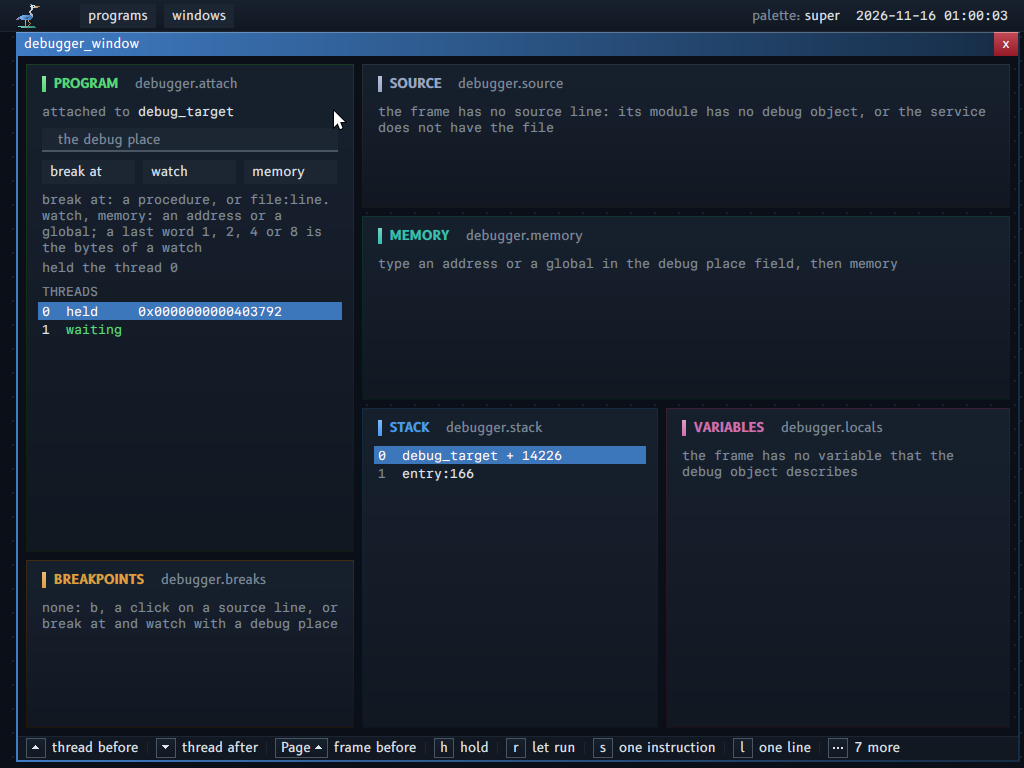 programs windows palette: super 2026-11-16 01:00:03
debugger_window x
PROGRAM debugger.attach
attached to debug_target
the debug place
break at watch memory
break at: a procedure, or file:line.
watch, memory: an address or a
global; a last word 1, 2, 4 or 8 is
the bytes of a watch
held the thread 0
THREADS
0 held 0x0000000000403792
1 waiting
BREAKPOINTS debugger.breaks
none: b, a click on a source line, or
break at and watch with a debug place
SOURCE debugger.source
the frame has no source line: its module has no debug object, or the service
does not have the file
MEMORY debugger.memory
type an address or a global in the debug place field, then memory
STACK debugger.stack
0 debug_target + 14226
1 entry:166
VARIABLES debugger.locals
the frame has no variable that the
debug object describes
thread before thread after Page frame before h hold r let run s one instruction l one line ... 7 more